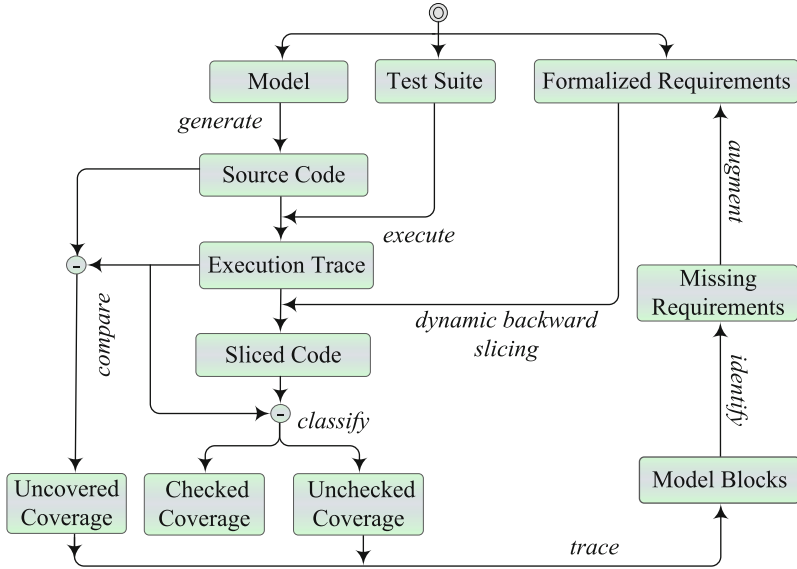 Model
Test Suite
Formalized Requirements
generate
augment
Source Code
execute
-
Execution Trace
Missing
Requirements
compare
dynamic backward
slicing
Sliced Code
identify
-
classify
Uncovered
Coverage
Checked
Coverage
Unchecked
Coverage
Model Blocks
trace